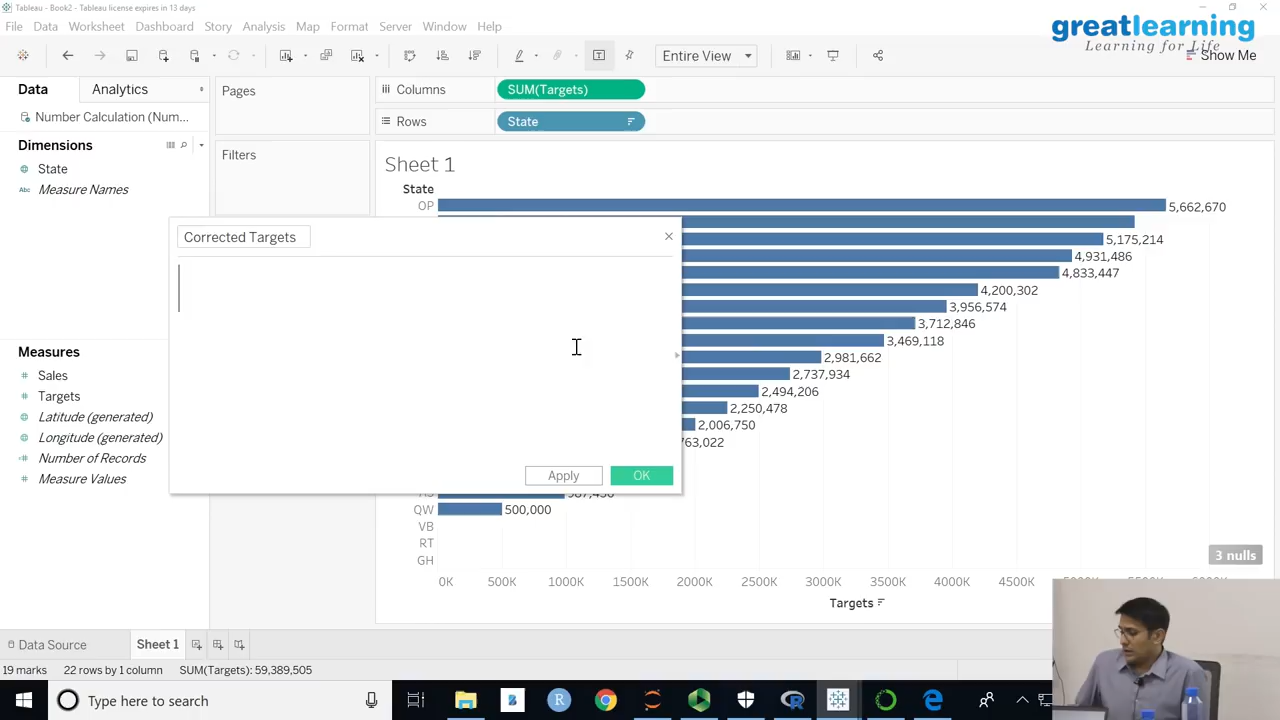 Tableau - Book2 - Tableau license expires in 13 days
File Data Worksheet Dashboard Story Analysis Map Format Server Window Help
greatlearning
Learning for Life
Entire View
Show Me
Data Analytics
Number Calculation (Num...
Dimensions
State
Abc Measure Names
Measures
Sales
Targets
Latitude (generated)
Longitude (generated)
Number of Records
Measure Values
Pages
Filters
Columns SUM(Targets)
Rows State
Sheet 1
State
OP 5,662,670
5,175,214
4,931,486
4,833,447
4,200,302
3,956,574
3,712,846
3,469,118
2,981,662
2,737,934
2,494,206
2,250,478
2,006,750
763,022
QW 500,000
VB
RT
GH
3 nulls
0K 500K 1000K 1500K 2000K 2500K 3000K 3500K 4000K 4500K
Targets
Corrected Targets
Apply OK
Data Source Sheet 1
19 marks 22 rows by 1 column SUM(Targets): 59,389,505
Type here to search